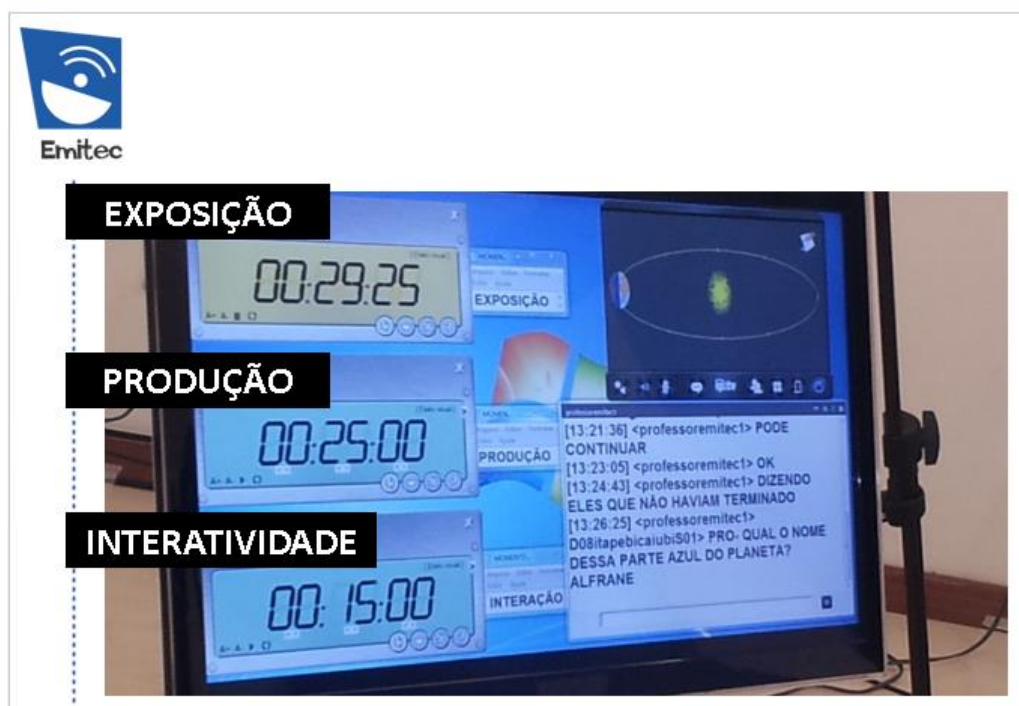 Emitec
EXPOSIÇÃO
00:29:25
EXPOSIÇÃO
PRODUÇÃO
00:25:00
PRODUÇÃO
INTERATIVIDADE
00:15:00
INTERAÇÃO
professoremitec1
[13:21:36] <professoremitec1> PODE
CONTINUAR
[13:23:05] <professoremitec1> OK
[13:24:43] <professoremitec1> DIZENDO
ELES QUE NÃO HAVIAM TERMINADO
[13:26:25] <professoremitec1>
D08itapebicaiubiS01> PRO- QUAL O NOME
DESSA PARTE AZUL DO PLANETA?
ALFRANE